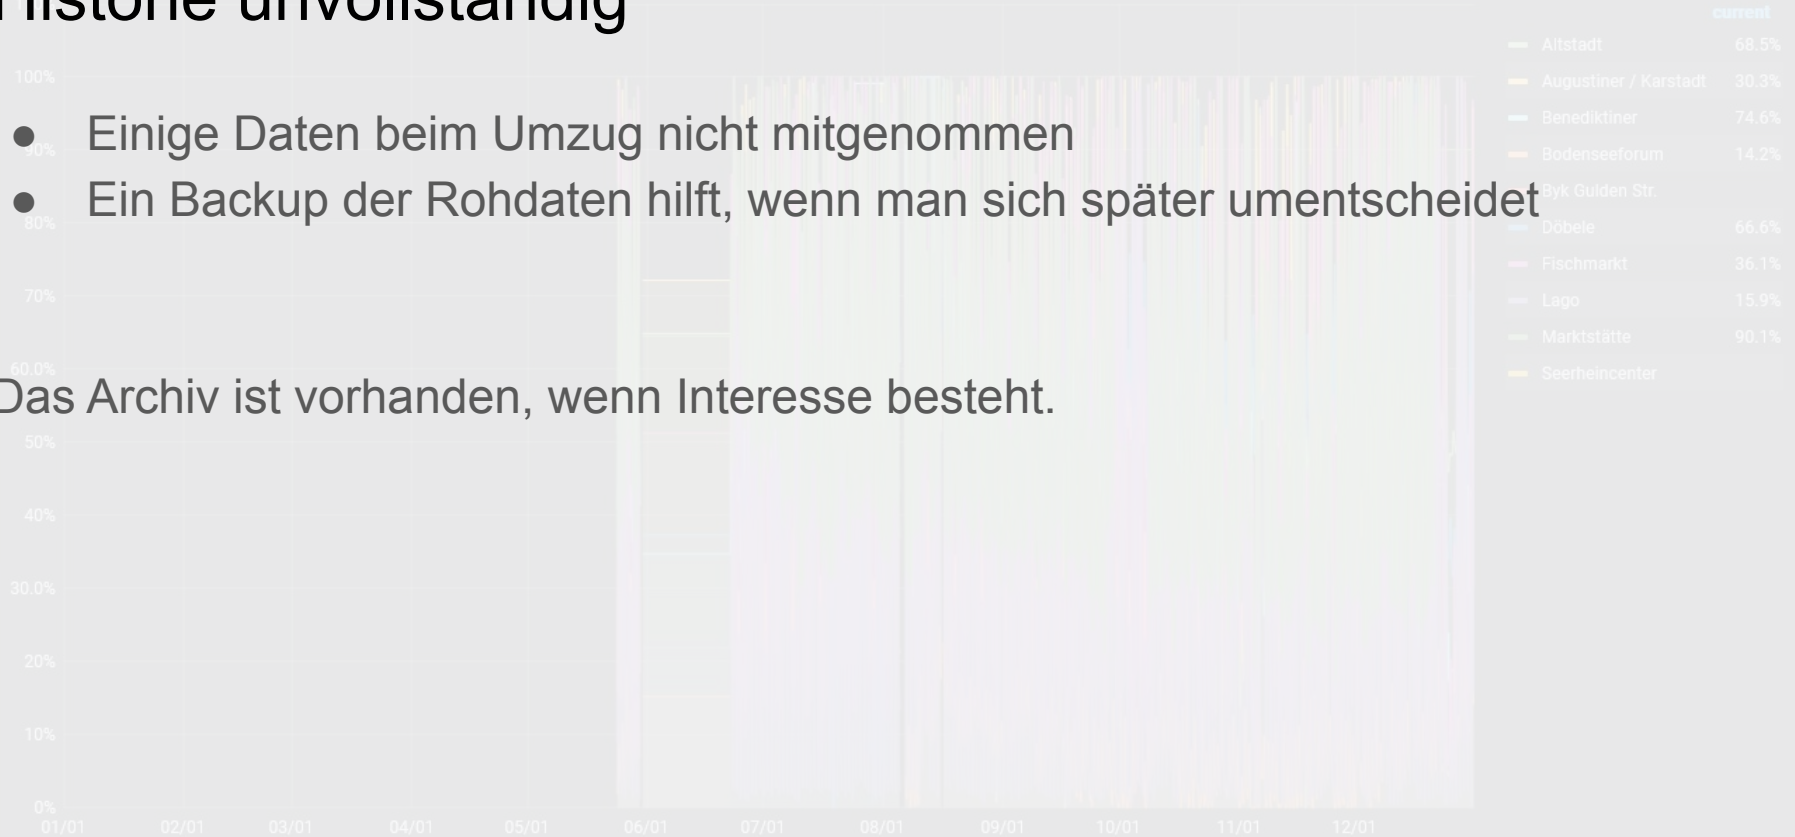 Historie unvollständig
● Einige Daten beim Umzug nicht mitgenommen
● Ein Backup der Rohdaten hilft, wenn man sich später umentscheidet
Das Archiv ist vorhanden, wenn Interesse besteht.
100%
90%
80%
70%
60.0%
50%
40%
30.0%
20%
10%
0%
01/01 02/01 03/01 04/01 05/01 06/01 07/01 08/01 09/01 10/01 11/01 12/01
current
Altstadt 68.5%
Augustiner / Karstadt 30.3%
Benediktiner 74.6%
Bodenseeforum 14.2%
Byk Gulden Str.
Döbele 66.6%
Fischmarkt 36.1%
Lago 15.9%
Marktstätte 90.1%
Seerheincenter